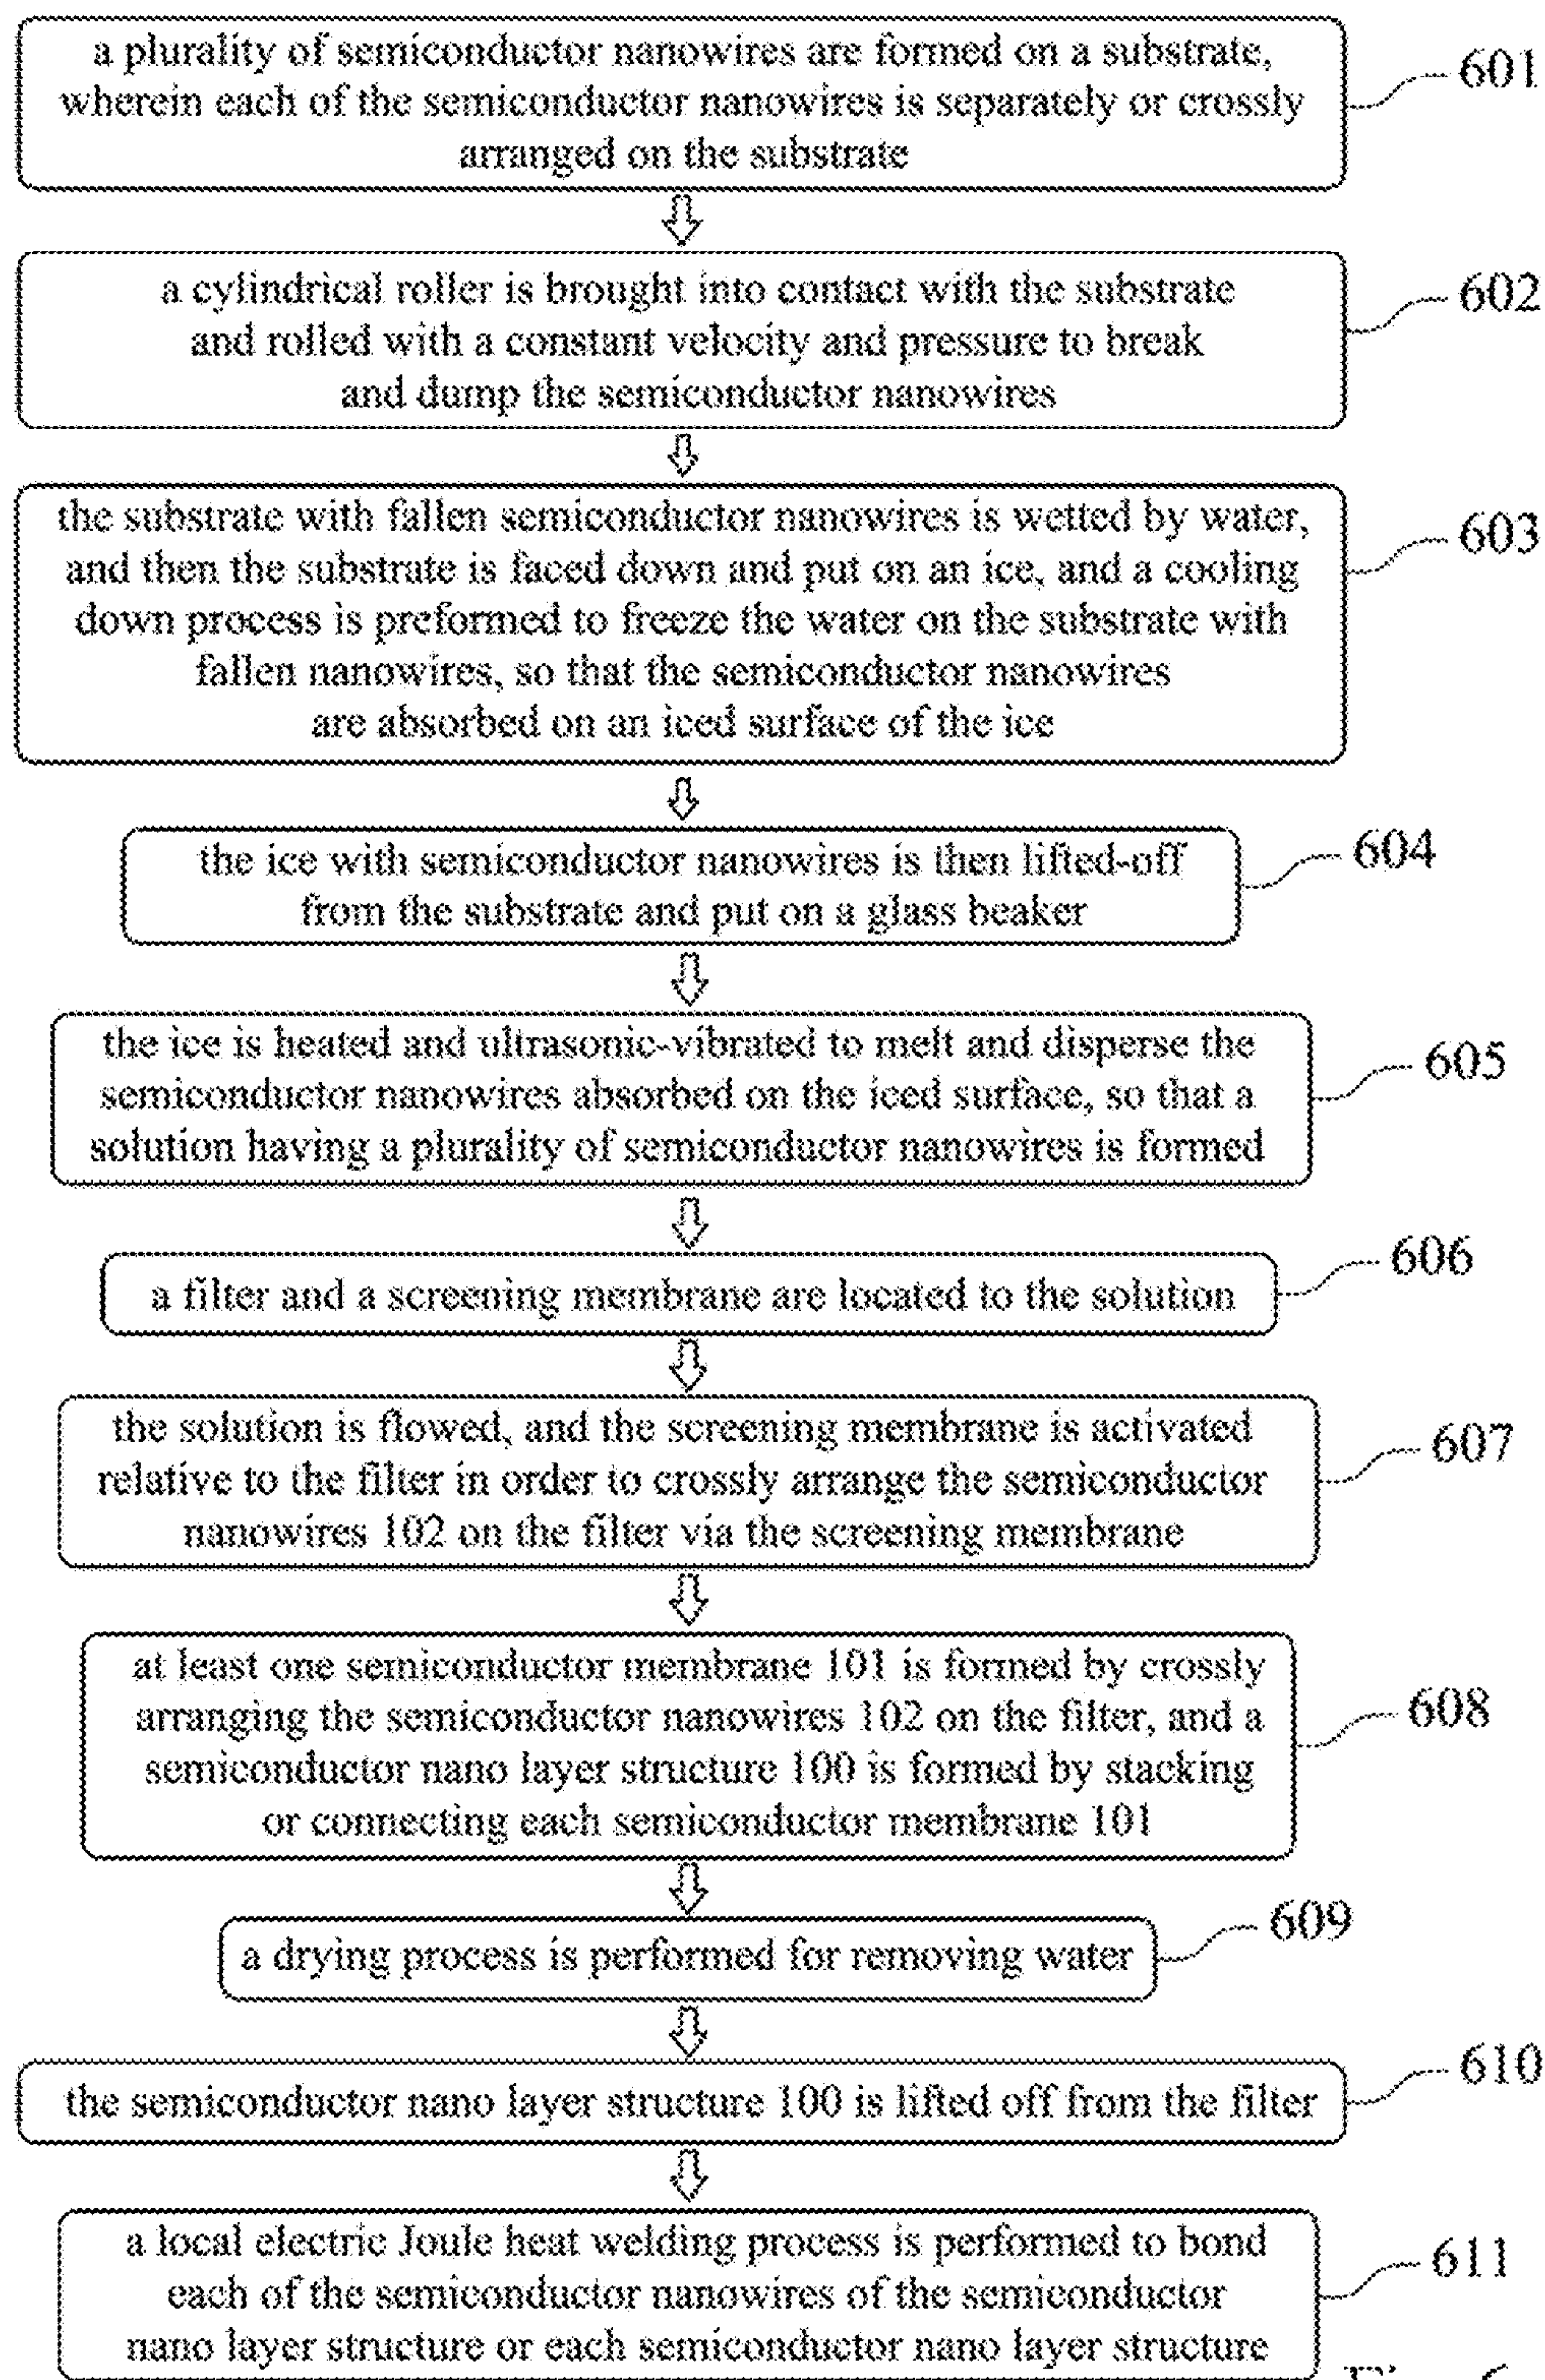 a plurality of semiconductor nanowires are formed on a substrate,
wherein each of the semiconductor nanowires is separately or crossly
arranged on the substrate
601
a cylindrical roller is brought into contact with the substrate
and rolled with a constant velocity and pressure to break
and dump the semiconductor nanowires
602
the substrate with fallen semiconductor nanowires is wetted by water,
and then the substrate is faced down and put on an ice, and a cooling
down process is preformed to freeze the water on the substrate with
fallen nanowires, so that the semiconductor nanowires
are absorbed on an iced surface of the ice
603
the ice with semiconductor nanowires is then lifted-off
from the substrate and put on a glass beaker
604
the ice is heated and ultrasonic-vibrated to melt and disperse the
semiconductor nanowires absorbed on the iced surface, so that a
solution having a plurality of semiconductor nanowires is formed
605
a filter and a screening membrane are located to the solution
606
the solution is flowed, and the screening membrane is activated
relative to the filter in order to crossly arrange the semiconductor
nanowires 102 on the filter via the screening membrane
607
at least one semiconductor membrane 101 is formed by crossly
arranging the semiconductor nanowires 102 on the filter, and a
semiconductor nano layer structure 100 is formed by stacking
or connecting each semiconductor membrane 101
608
a drying process is performed for removing water
609
the semiconductor nano layer structure 100 is lifted off from the filter
610
a local electric Joule heat welding process is performed to bond
each of the semiconductor nanowires of the semiconductor
nano layer structure or each semiconductor nano layer structure
611